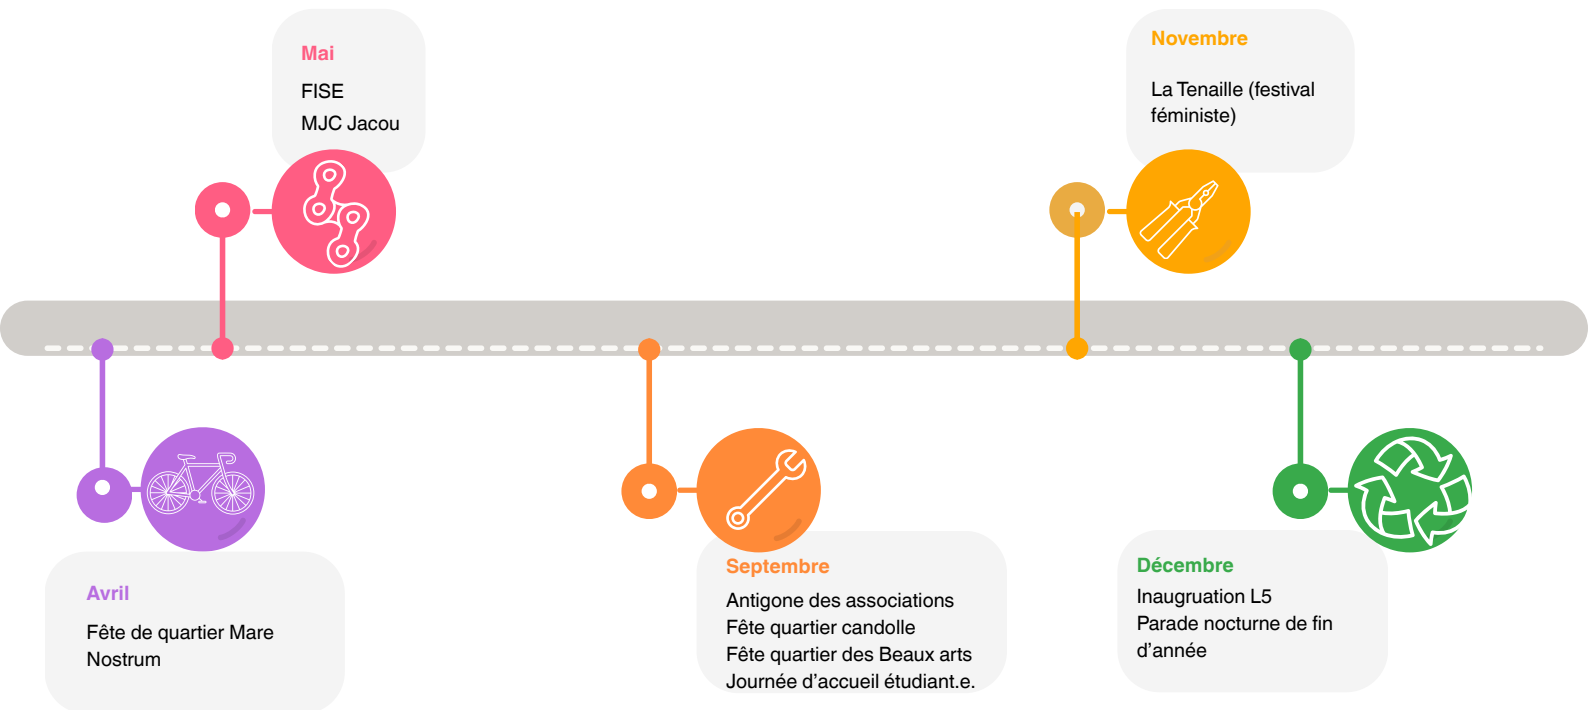 Mai
FISE
MJC Jacou
Novembre
La Tenaille (festival
féministe)
Avril
Fête de quartier Mare
Nostrum
Septembre
Antigone des associations
Fête quartier candolle
Fête quartier des Beaux arts
Journée d'accueil étudiant.e.
Décembre
Inaugruation L5
Parade nocturne de fin
d'année